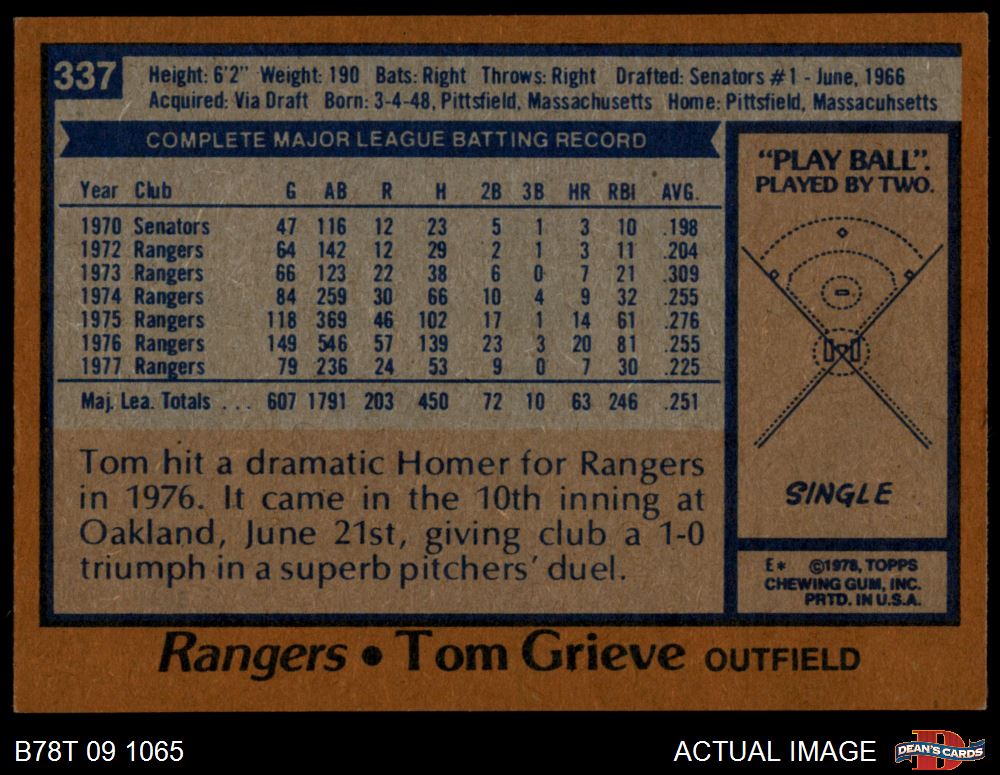 337
Height: 6'2" Weight: 190 Bats: Right Throws: Right Drafted: Senators #1 - June, 1966
Acquired: Via Draft Born: 3-4-48, Pittsfield, Massachusetts Home: Pittsfield, Massacuhsetts
COMPLETE MAJOR LEAGUE BATTING RECORD
Year Club G AB R H 2B 3B HR RBI AVG.
1970 Senators 47 116 12 23 5 1 3 10 .198
1972 Rangers 64 142 12 29 2 1 3 11 .204
1973 Rangers 66 123 22 38 6 0 7 21 .309
1974 Rangers 84 259 30 66 10 4 9 32 .255
1975 Rangers 118 369 46 102 17 1 14 61 .276
1976 Rangers 149 546 57 139 23 3 20 81 .255
1977 Rangers 79 236 24 53 9 0 7 30 .225
Maj. Lea. Totals . . . 607 1791 203 450 72 10 63 246 .251
Tom hit a dramatic Homer for Rangers
in 1976. It came in the 10th inning at
Oakland, June 21st, giving club a 1-0
triumph in a superb pitchers' duel.
"PLAY BALL".
PLAYED BY TWO.
SINGLE
E* ©1978, TOPPS
CHEWING GUM, INC.
PRTD. IN U.S.A.
Rangers • Tom Grieve OUTFIELD
B78T 09 1065
ACTUAL IMAGE
DEAN'S CARDS